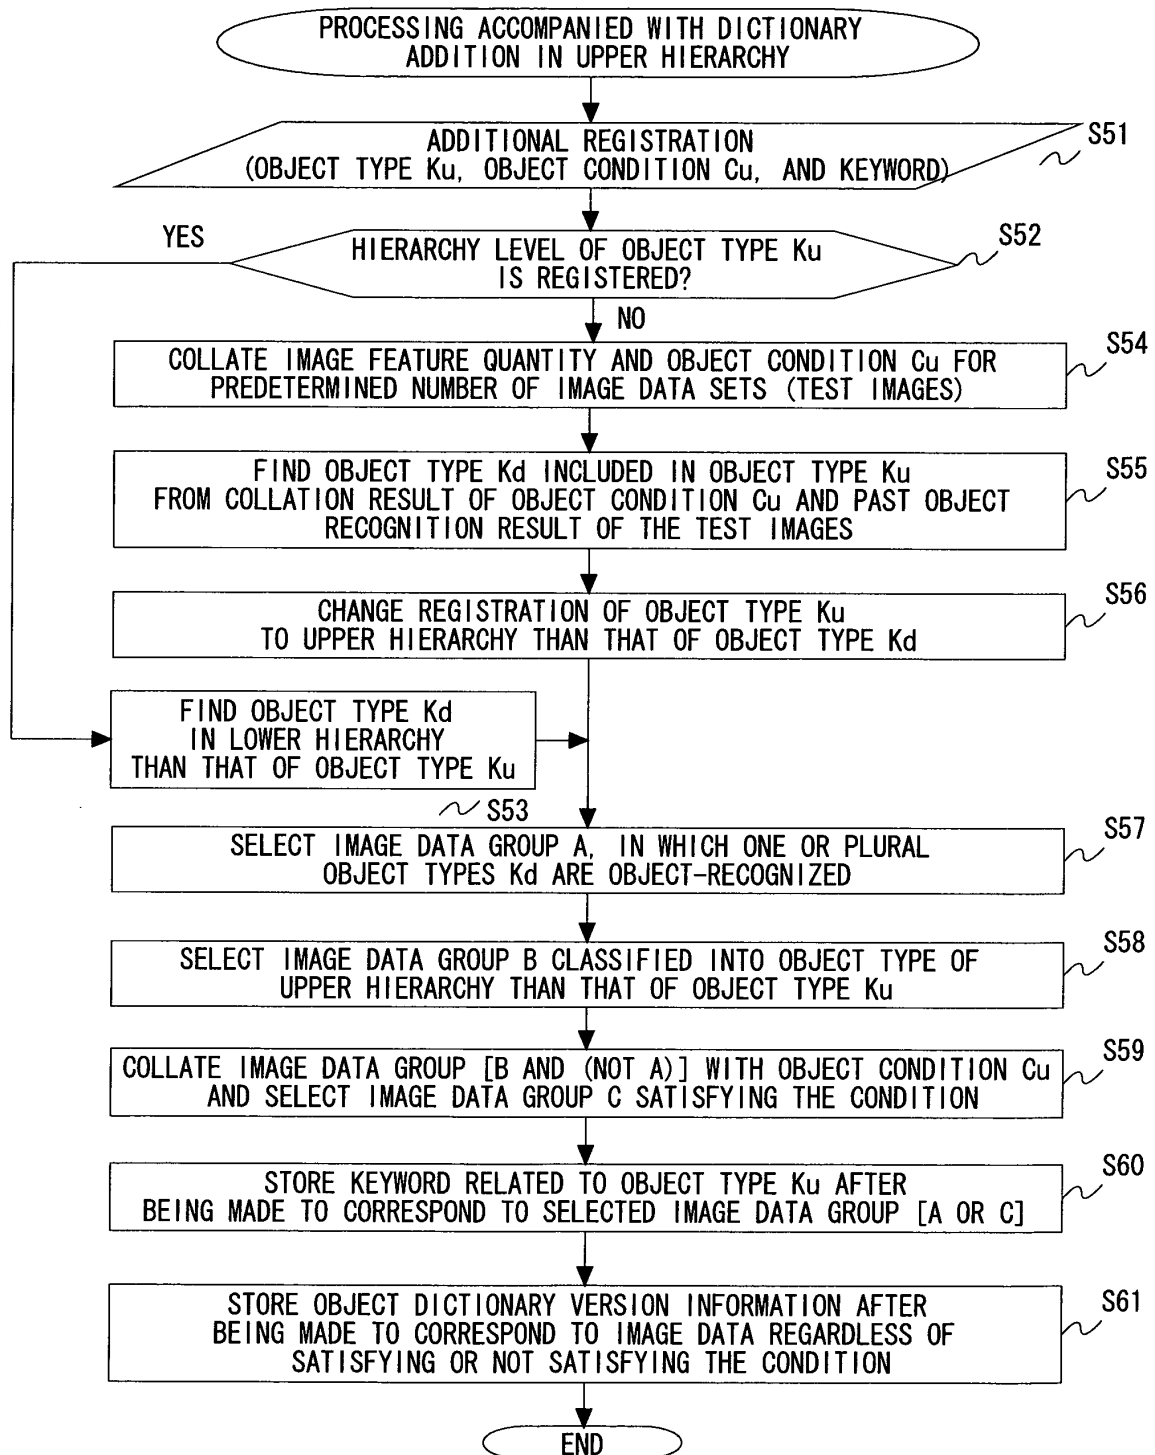 PROCESSING ACCOMPANIED WITH DICTIONARY
ADDITION IN UPPER HIERARCHY
ADDITIONAL REGISTRATION
(OBJECT TYPE Ku, OBJECT CONDITION Cu, AND KEYWORD)
S51
YES
HIERARCHY LEVEL OF OBJECT TYPE Ku
IS REGISTERED?
S52
NO
COLLATE IMAGE FEATURE QUANTITY AND OBJECT CONDITION Cu FOR
PREDETERMINED NUMBER OF IMAGE DATA SETS (TEST IMAGES)
S54
FIND OBJECT TYPE Kd INCLUDED IN OBJECT TYPE Ku
FROM COLLATION RESULT OF OBJECT CONDITION Cu AND PAST OBJECT
RECOGNITION RESULT OF THE TEST IMAGES
S55
CHANGE REGISTRATION OF OBJECT TYPE Ku
TO UPPER HIERARCHY THAN THAT OF OBJECT TYPE Kd
S56
FIND OBJECT TYPE Kd
IN LOWER HIERARCHY
THAN THAT OF OBJECT TYPE Ku
S53
SELECT IMAGE DATA GROUP A, IN WHICH ONE OR PLURAL
OBJECT TYPES Kd ARE OBJECT-RECOGNIZED
S57
SELECT IMAGE DATA GROUP B CLASSIFIED INTO OBJECT TYPE OF
UPPER HIERARCHY THAN THAT OF OBJECT TYPE Ku
S58
COLLATE IMAGE DATA GROUP [B AND (NOT A)] WITH OBJECT CONDITION Cu
AND SELECT IMAGE DATA GROUP C SATISFYING THE CONDITION
S59
STORE KEYWORD RELATED TO OBJECT TYPE Ku AFTER
BEING MADE TO CORRESPOND TO SELECTED IMAGE DATA GROUP [A OR C]
S60
STORE OBJECT DICTIONARY VERSION INFORMATION AFTER
BEING MADE TO CORRESPOND TO IMAGE DATA REGARDLESS OF
SATISFYING OR NOT SATISFYING THE CONDITION
S61
END